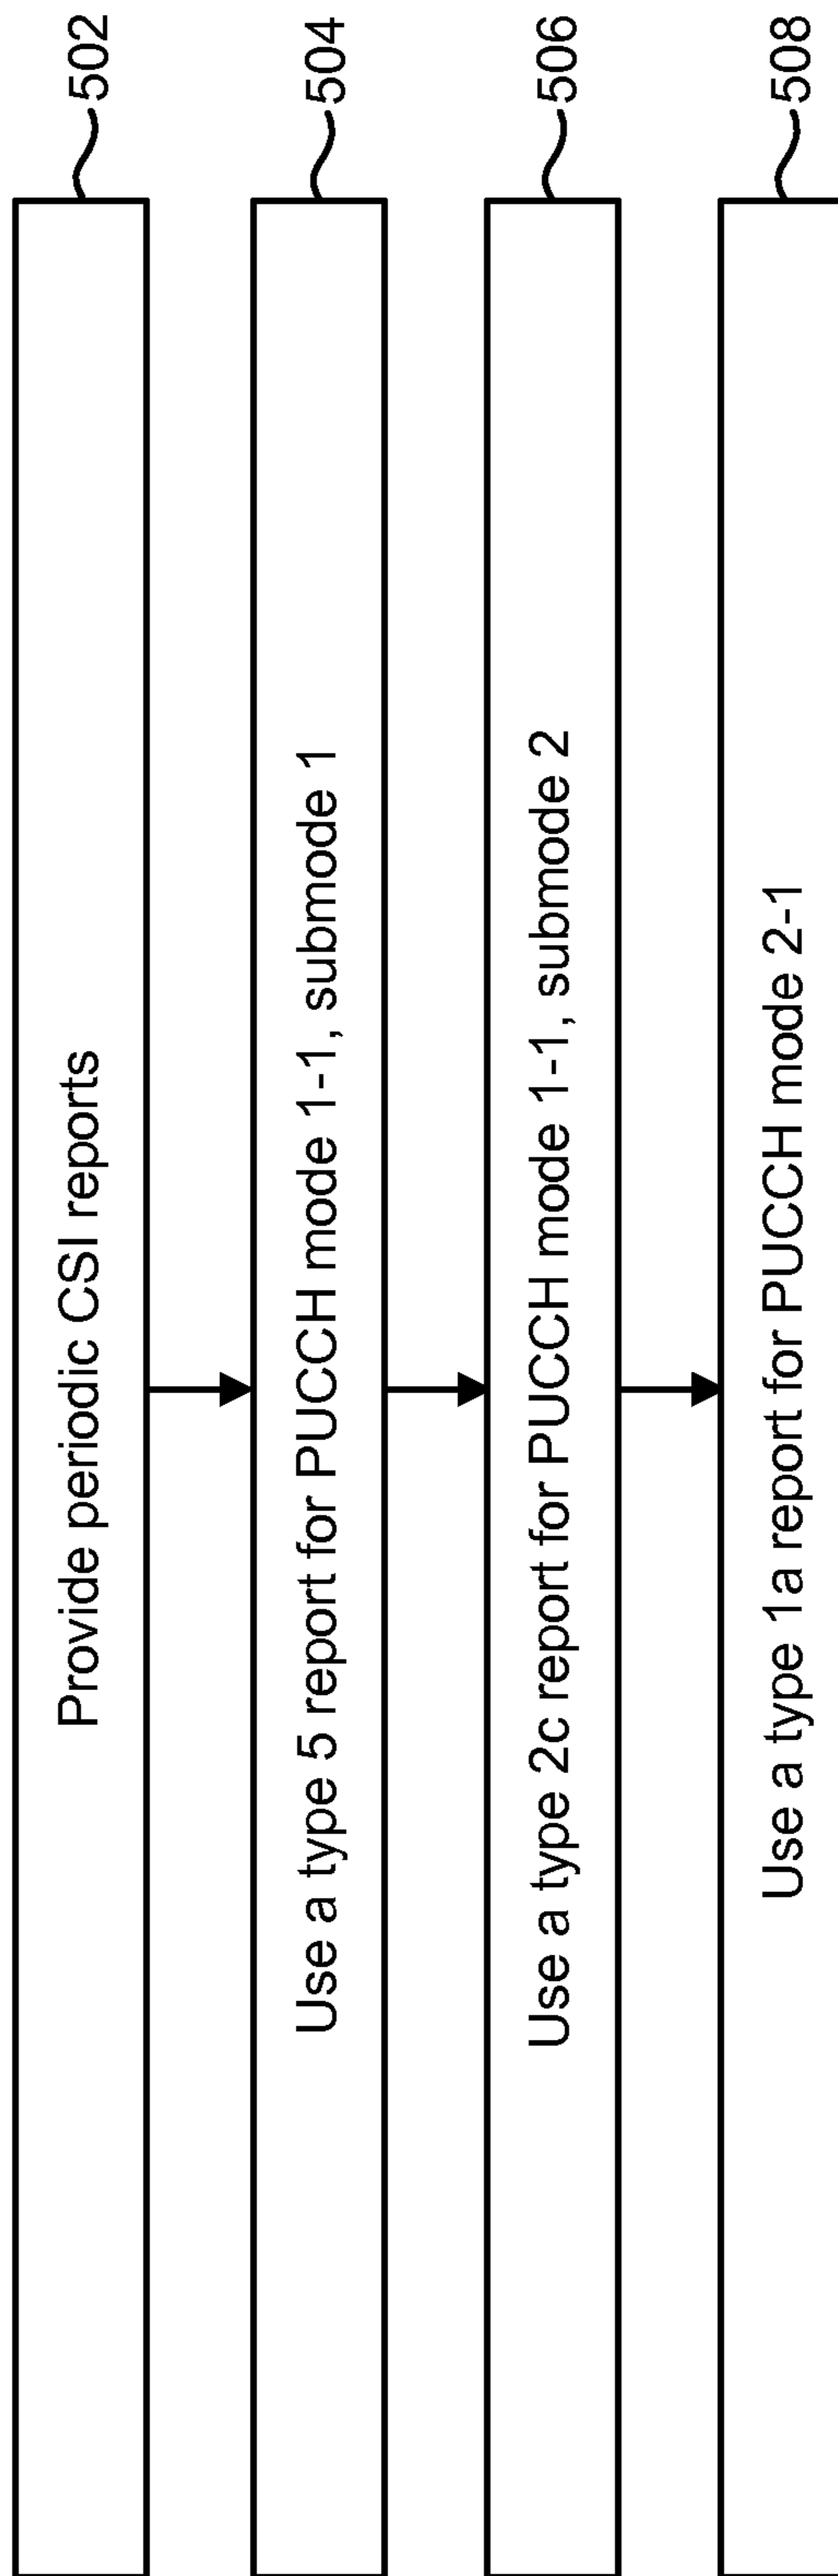 Provide periodic CSI reports
502
Use a type 5 report for PUCCH mode 1-1, submode 1
504
Use a type 2c report for PUCCH mode 1-1, submode 2
506
Use a type 1a report for PUCCH mode 2-1
508